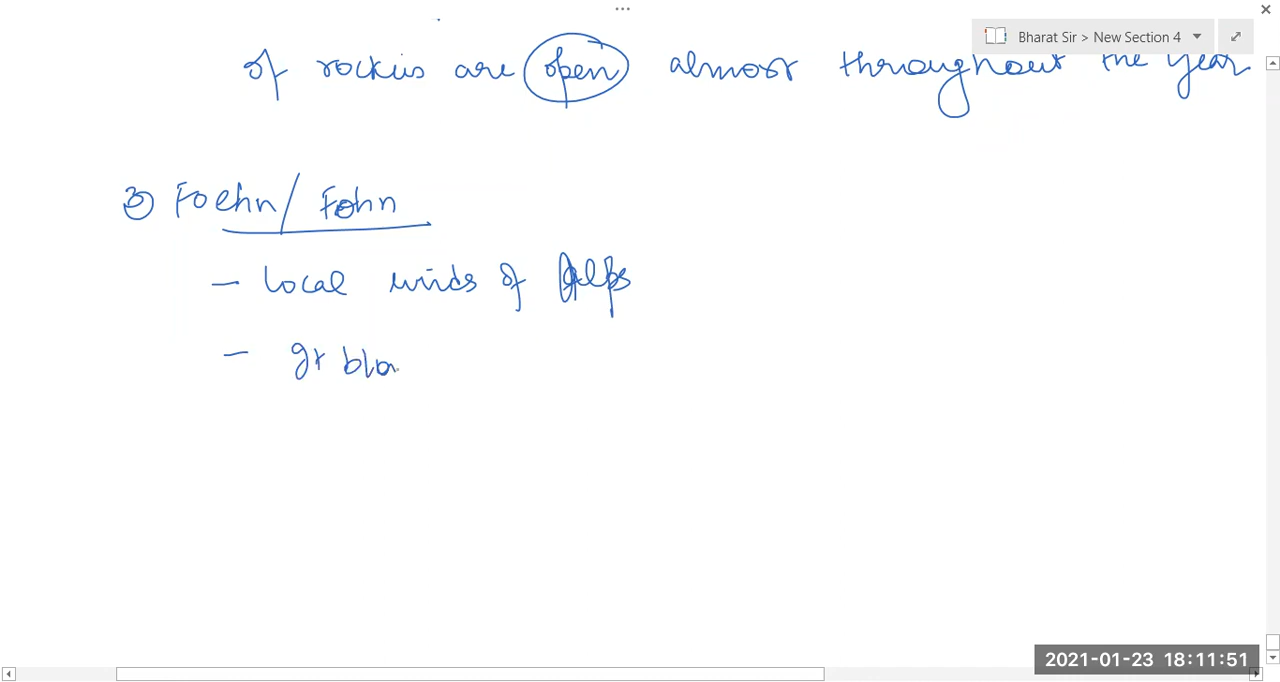 Bharat Sir > New Section 4
of rockies are open almost throughout the year
3) Foehn/ Fohn
- local winds of Alps
- gt blo
2021-01-23 18:11:51